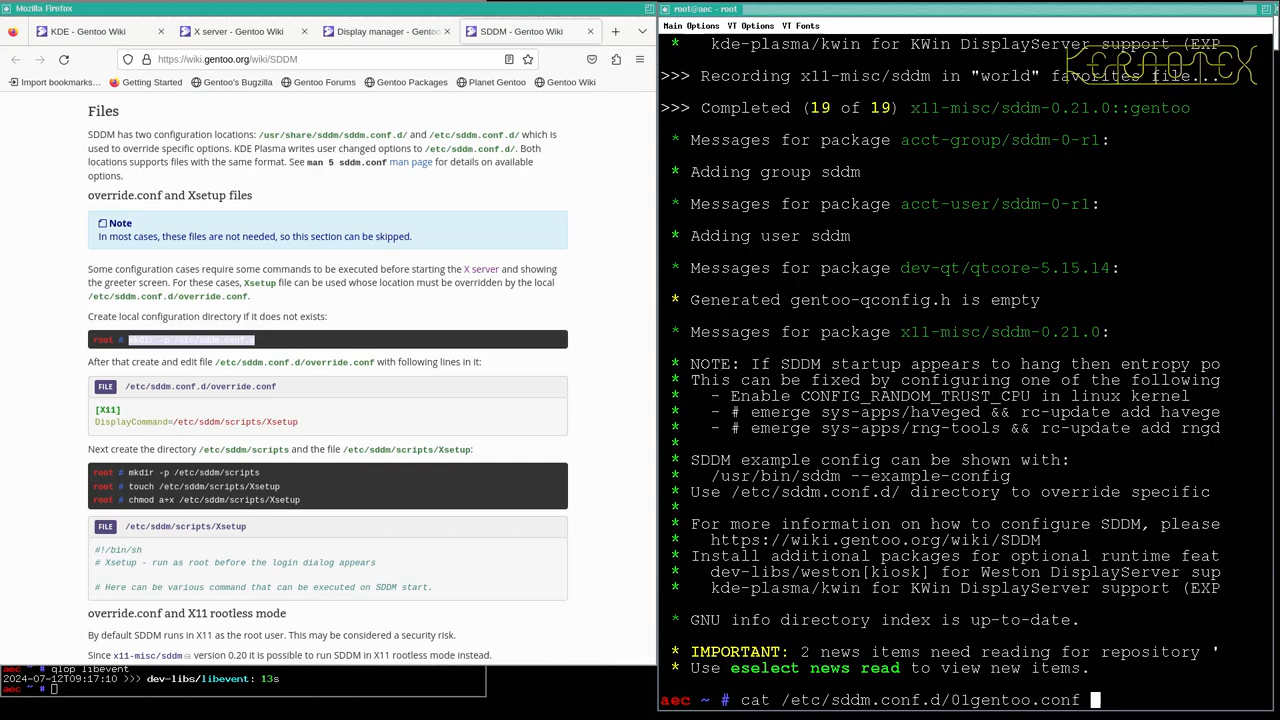 Mozilla Firefox
KDE - Gentoo Wiki
X server - Gentoo Wiki
Display manager - Gentoo
SDDM - Gentoo Wiki
https://wiki.gentoo.org/wiki/SDDM
Import bookmarks...
Getting Started
Gentoo's Bugzilla
Gentoo Forums
Gentoo Packages
Planet Gentoo
Gentoo Wiki
Files
SDDM has two configuration locations: /usr/share/sddm/sddm.conf.d/ and /etc/sddm.conf.d/ which is
used to override specific options. KDE Plasma writes user changed options to /etc/sddm.conf.d/. Both
locations supports files with the same format. See man 5 sddm.conf man page for details on available
options.
override.conf and Xsetup files
Note
In most cases, these files are not needed, so this section can be skipped.
Some configuration cases require some commands to be executed before starting the X server and showing
the greeter screen. For these cases, Xsetup file can be used whose location must be overridden by the local
/etc/sddm.conf.d/override.conf.
Create local configuration directory if it does not exists:
root # mkdir -p /etc/sddm.conf.d
After that create and edit file /etc/sddm.conf.d/override.conf with following lines in it:
FILE /etc/sddm.conf.d/override.conf
[X11]
DisplayCommand=/etc/sddm/scripts/Xsetup
Next create the directory /etc/sddm/scripts and the file /etc/sddm/scripts/Xsetup:
root # mkdir -p /etc/sddm/scripts
root # touch /etc/sddm/scripts/Xsetup
root # chmod a+x /etc/sddm/scripts/Xsetup
FILE /etc/sddm/scripts/Xsetup
#!/bin/sh
# Xsetup - run as root before the login dialog appears
# Here can be various command that can be executed on SDDM start.
override.conf and X11 rootless mode
By default SDDM runs in X11 as the root user. This may be considered a security risk.
Since x11-misc/sddm version 0.20 it is possible to run SDDM in X11 rootless mode instead.
aec ~ # qlop libevent
2024-07-12T09:17:10 >>> dev-libs/libevent: 13s
aec ~ #
root@aec - root
Main Options VT Options VT Fonts
* kde-plasma/kwin for KWin DisplayServer support (EXP
>>> Recording x11-misc/sddm in "world" favorites file...
>>> Completed (19 of 19) x11-misc/sddm-0.21.0::gentoo
* Messages for package acct-group/sddm-0-r1:
* Adding group sddm
* Messages for package acct-user/sddm-0-r1:
* Adding user sddm
* Messages for package dev-qt/qtcore-5.15.14:
* Generated gentoo-qconfig.h is empty
* Messages for package x11-misc/sddm-0.21.0:
* NOTE: If SDDM startup appears to hang then entropy po
* This can be fixed by configuring one of the following
* - Enable CONFIG_RANDOM_TRUST_CPU in linux kernel
* - # emerge sys-apps/haveged && rc-update add havege
* - # emerge sys-apps/rng-tools && rc-update add rngd
*
* SDDM example config can be shown with:
* /usr/bin/sddm --example-config
* Use /etc/sddm.conf.d/ directory to override specific
*
* For more information on how to configure SDDM, please
* https://wiki.gentoo.org/wiki/SDDM
* Install additional packages for optional runtime feat
* dev-libs/weston[kiosk] for Weston DisplayServer sup
* kde-plasma/kwin for KWin DisplayServer support (EXP
* GNU info directory index is up-to-date.
* IMPORTANT: 2 news items need reading for repository '
* Use eselect news read to view new items.
aec ~ # cat /etc/sddm.conf.d/01gentoo.conf